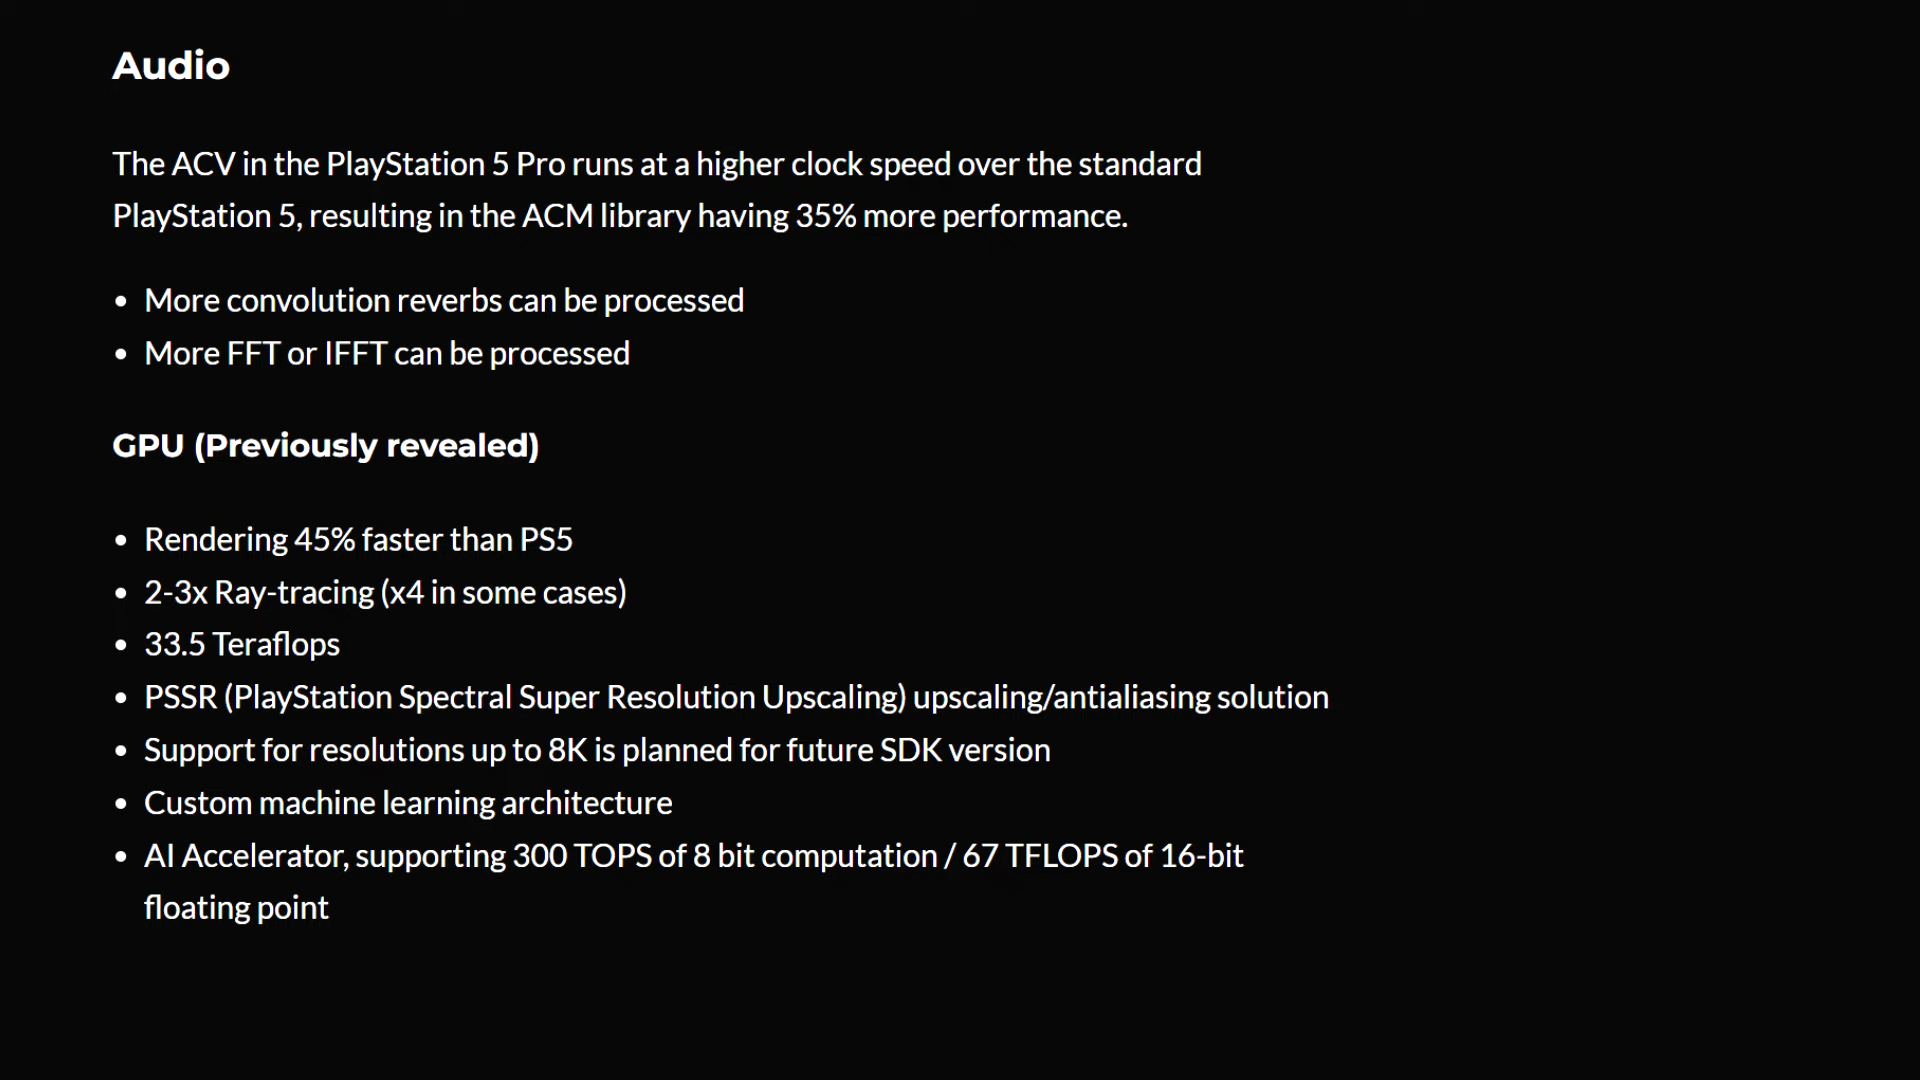 Audio
The ACV in the PlayStation 5 Pro runs at a higher clock speed over the standard
PlayStation 5, resulting in the ACM library having 35% more performance.
• More convolution reverbs can be processed
• More FFT or IFFT can be processed
GPU (Previously revealed)
• Rendering 45% faster than PS5
• 2-3x Ray-tracing (x4 in some cases)
• 33.5 Teraflops
• PSSR (PlayStation Spectral Super Resolution Upscaling) upscaling/antialiasing solution
• Support for resolutions up to 8K is planned for future SDK version
• Custom machine learning architecture
• AI Accelerator, supporting 300 TOPS of 8 bit computation / 67 TFLOPS of 16-bit
floating point